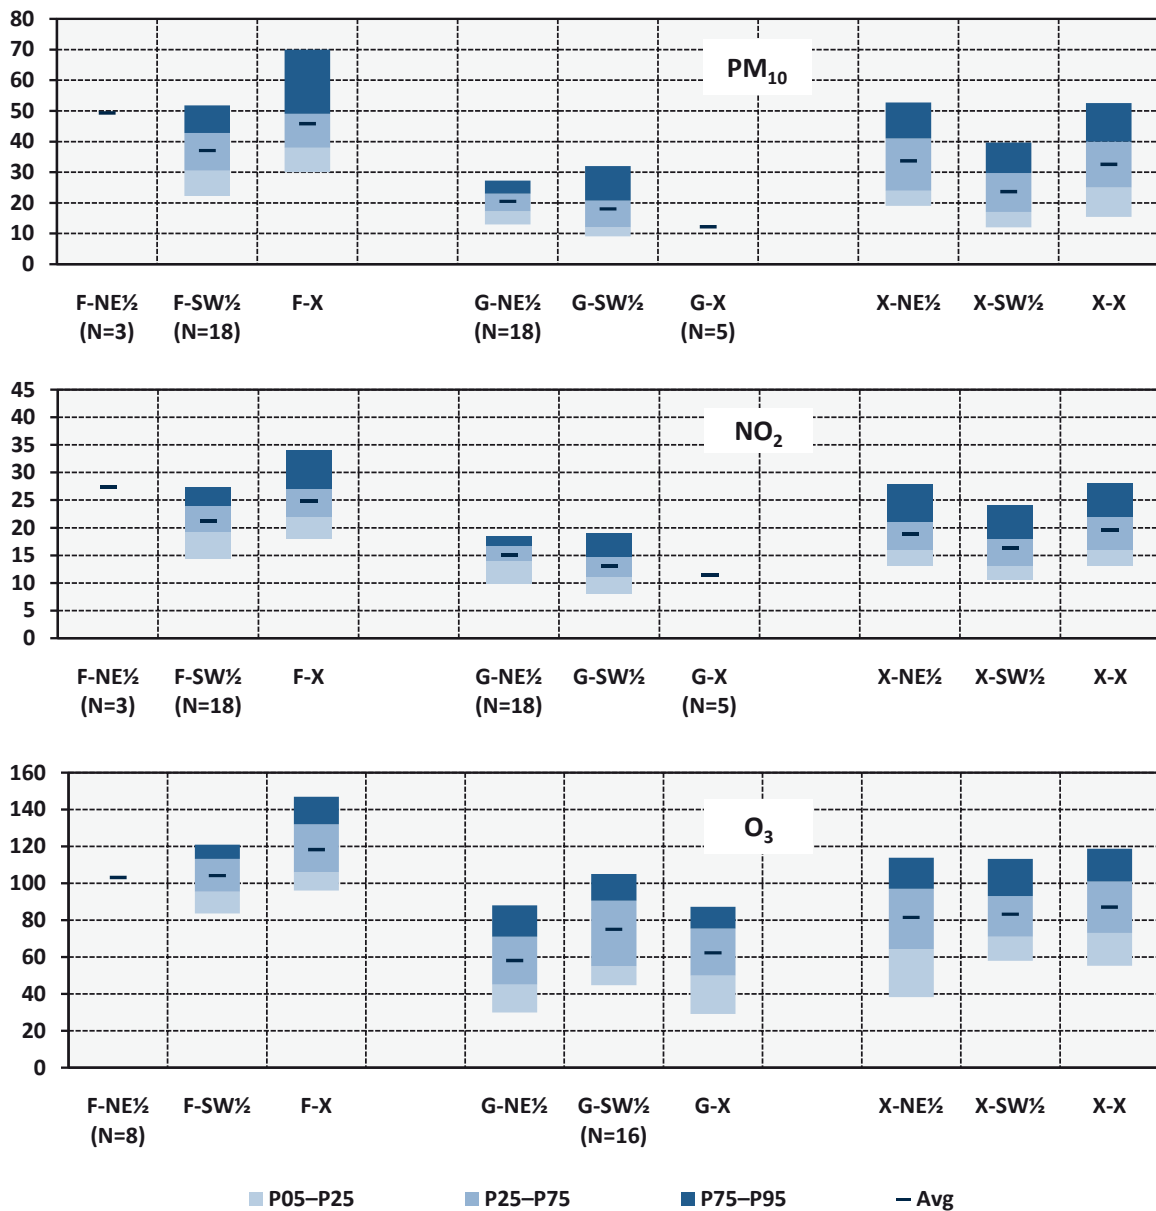 80
70
60
50
40
30
20
10
0
PM10
F-NE½ F-SW½ F-X G-NE½ G-SW½ G-X X-NE½ X-SW½ X-X
(N=3) (N=18) (N=18) (N=5)
45
40
35
30
25
20
15
10
5
0
NO2
F-NE½ F-SW½ F-X G-NE½ G-SW½ G-X X-NE½ X-SW½ X-X
(N=3) (N=18) (N=18) (N=5)
160
140
120
100
80
60
40
20
0
O3
F-NE½ F-SW½ F-X G-NE½ G-SW½ G-X X-NE½ X-SW½ X-X
(N=8) (N=16)
P05–P25 P25–P75 P75–P95 Avg